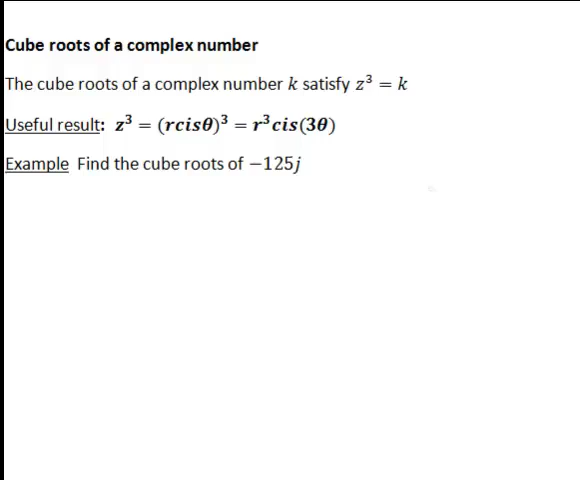 Cube roots of a complex number
The cube roots of a complex number k satisfy z³ = k
Useful result: z³ = (rcisθ)³ = r³cis(3θ)
Example Find the cube roots of −125j